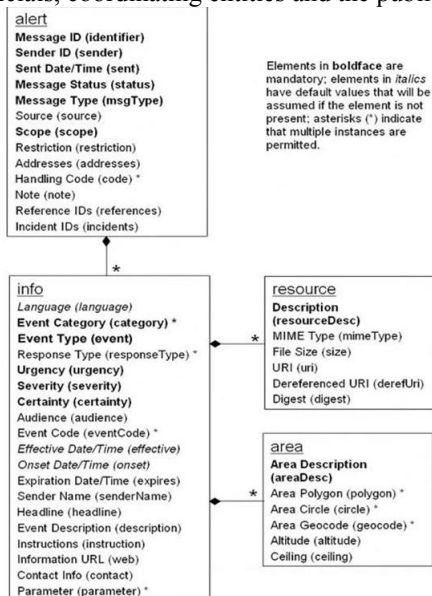 cials, coordinating entities and the publi
alert
Message ID (identifier)
Sender ID (sender)
Sent Date/Time (sent)
Message Status (status)
Message Type (msgType)
Source (source)
Scope (scope)
Restriction (restriction)
Addresses (addresses)
Handling Code (code) *
Note (note)
Reference IDs (references)
Incident IDs (incidents)
Elements in boldface are
mandatory; elements in italics
have default values that will be
assumed if the element is not
present; asterisks (*) indicate
that multiple instances are
permitted.
*
info
Language (language)
Event Category (category) *
Event Type (event)
Response Type (responseType) *
Urgency (urgency)
Severity (severity)
Certainty (certainty)
Audience (audience)
Event Code (eventCode) *
Effective Date/Time (effective)
Onset Date/Time (onset)
Expiration Date/Time (expires)
Sender Name (senderName)
Headline (headline)
Event Description (description)
Instructions (instruction)
Information URL (web)
Contact Info (contact)
Parameter (parameter) *
*
resource
Description
(resourceDesc)
MIME Type (mimeType)
File Size (size)
URI (uri)
Dereferenced URI (derefUri)
Digest (digest)
*
area
Area Description
(areaDesc)
Area Polygon (polygon) *
Area Circle (circle) *
Area Geocode (geocode) *
Altitude (altitude)
Ceiling (ceiling)